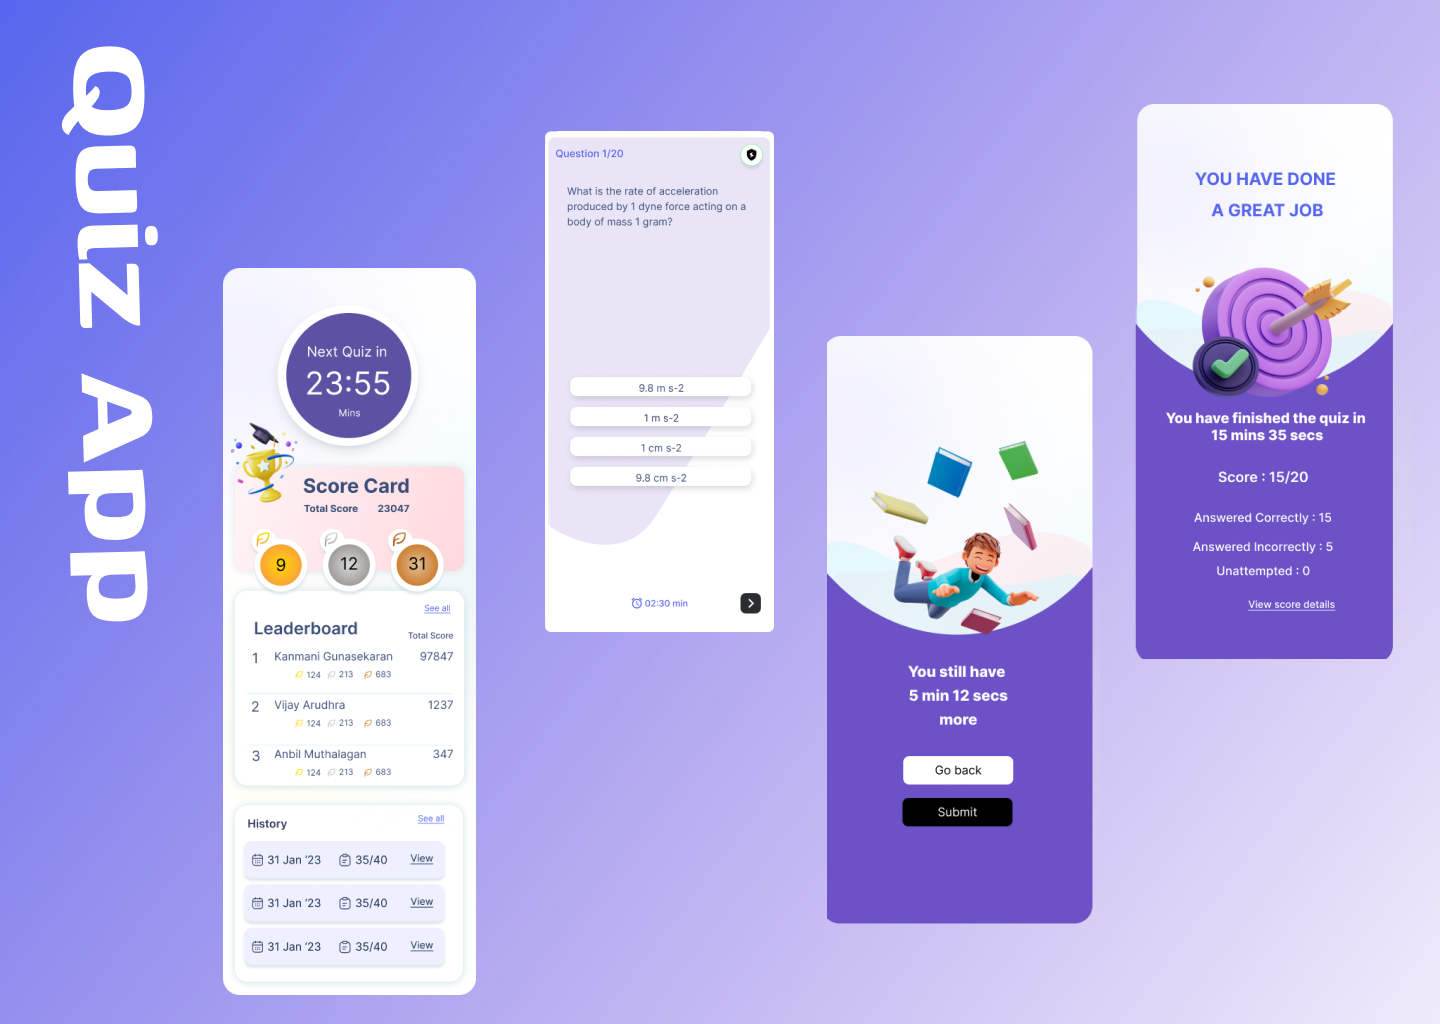 Quiz App
Next Quiz in
23:55
Mins
Score Card
Total Score 23047
9 12 31
See all
Leaderboard
Total Score
1 Kanmani Gunasekaran 97847
124 213 683
2 Vijay Arudhra 1237
124 213 683
3 Anbil Muthalagan 347
124 213 683
History
See all
31 Jan ‘23 35/40 View
31 Jan ‘23 35/40 View
31 Jan ‘23 35/40 View
Question 1/20
What is the rate of acceleration
produced by 1 dyne force acting on a
body of mass 1 gram?
9.8 m s-2
1 m s-2
1 cm s-2
9.8 cm s-2
02:30 min
You still have
5 min 12 secs
more
Go back
Submit
YOU HAVE DONE
A GREAT JOB
You have finished the quiz in
15 mins 35 secs
Score : 15/20
Answered Correctly : 15
Answered Incorrectly : 5
Unattempted : 0
View score details